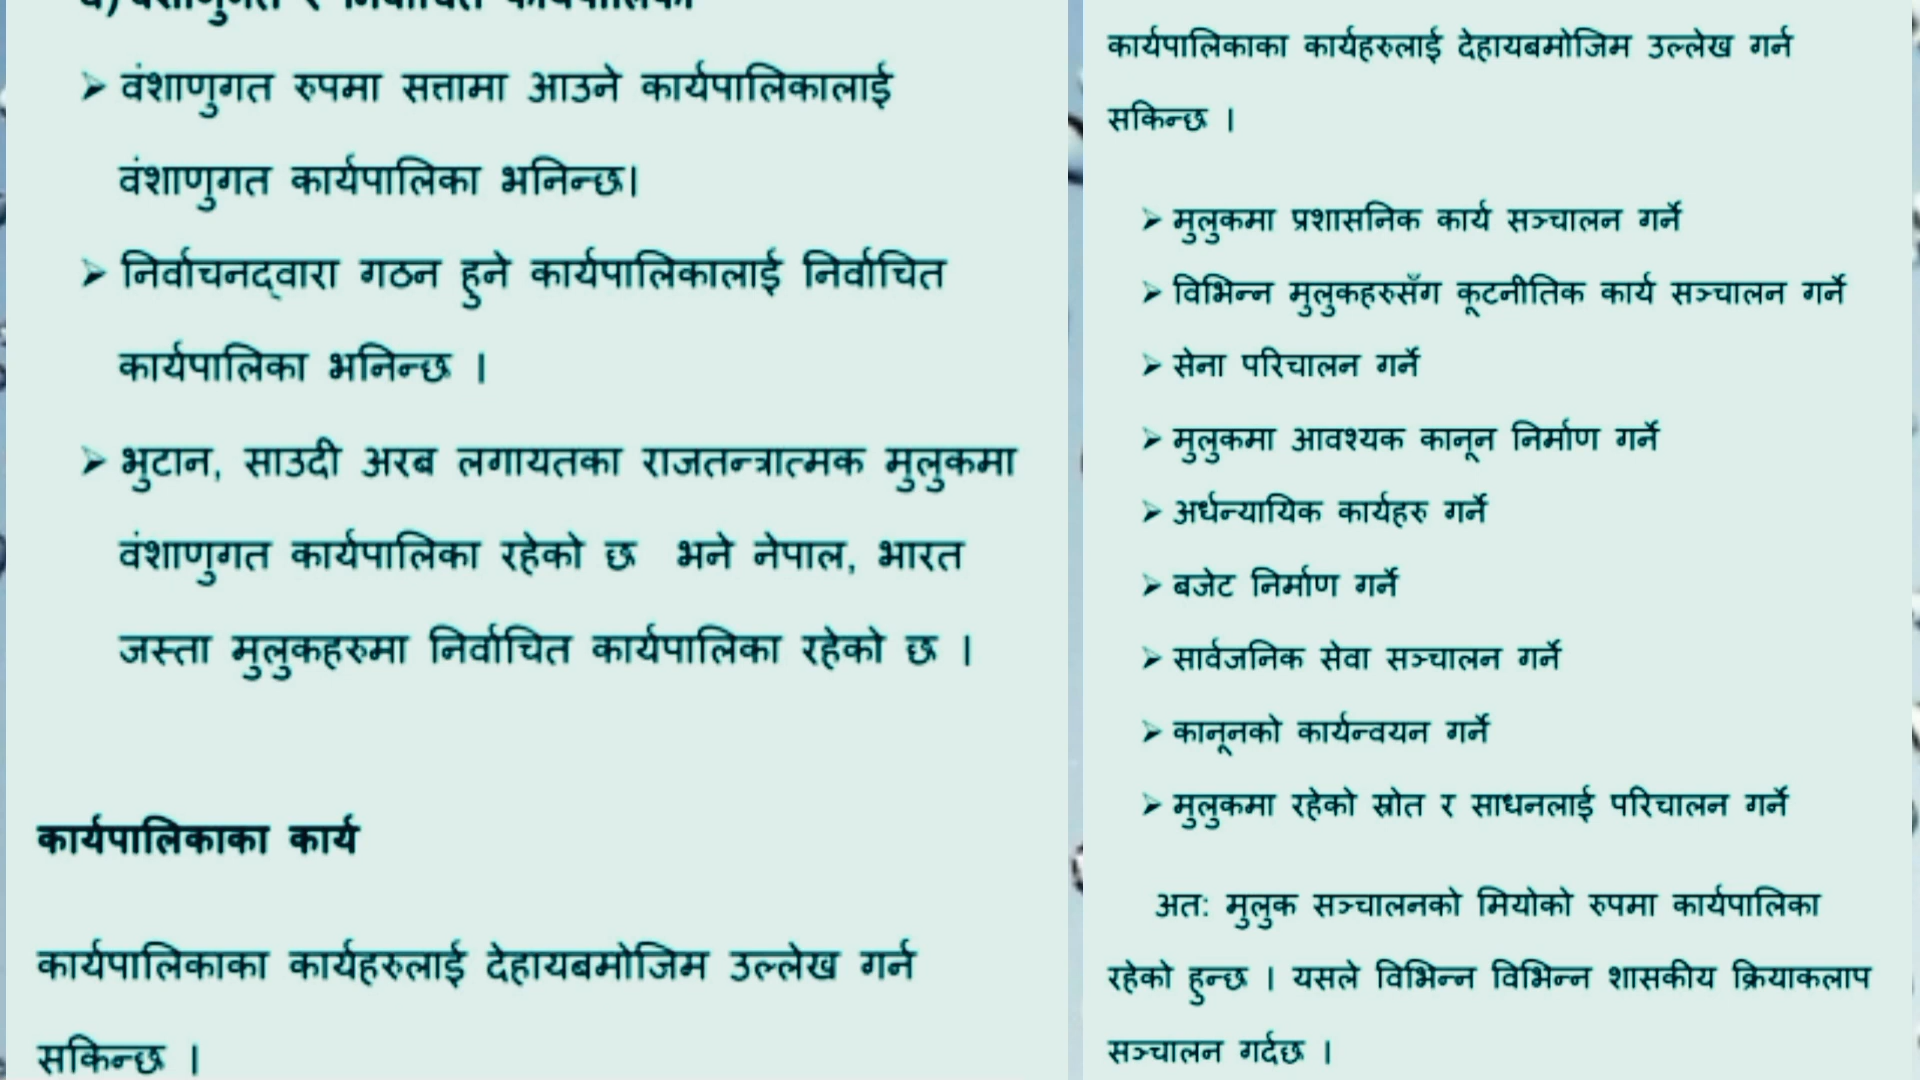 वंशाणुगत रुपमा सत्तामा आउने कार्यपालिकालाई
वंशाणुगत कार्यपालिका भनिन्छ।
निर्वाचनद्वारा गठन हुने कार्यपालिकालाई निर्वाचित
कार्यपालिका भनिन्छ ।
भुटान, साउदी अरब लगायतका राजतन्त्रात्मक मुलुकमा
वंशाणुगत कार्यपालिका रहेको छ भने नेपाल, भारत
जस्ता मुलुकहरुमा निर्वाचित कार्यपालिका रहेको छ ।
कार्यपालिकाका कार्य
कार्यपालिकाका कार्यहरुलाई देहायबमोजिम उल्लेख गर्न
सकिन्छ ।
कार्यपालिकाका कार्यहरुलाई देहायबमोजिम उल्लेख गर्न
सकिन्छ ।
मुलुकमा प्रशासनिक कार्य सञ्चालन गर्ने
विभिन्न मुलुकहरुसँग कूटनीतिक कार्य सञ्चालन गर्ने
सेना परिचालन गर्ने
मुलुकमा आवश्यक कानून निर्माण गर्ने
अर्धन्यायिक कार्यहरु गर्ने
बजेट निर्माण गर्ने
सार्वजनिक सेवा सञ्चालन गर्ने
कानूनको कार्यन्वयन गर्ने
मुलुकमा रहेको स्रोत र साधनलाई परिचालन गर्ने
अत: मुलुक सञ्चालनको मियोको रुपमा कार्यपालिका
रहेको हुन्छ । यसले विभिन्न विभिन्न शासकीय क्रियाकलाप
सञ्चालन गर्दछ ।